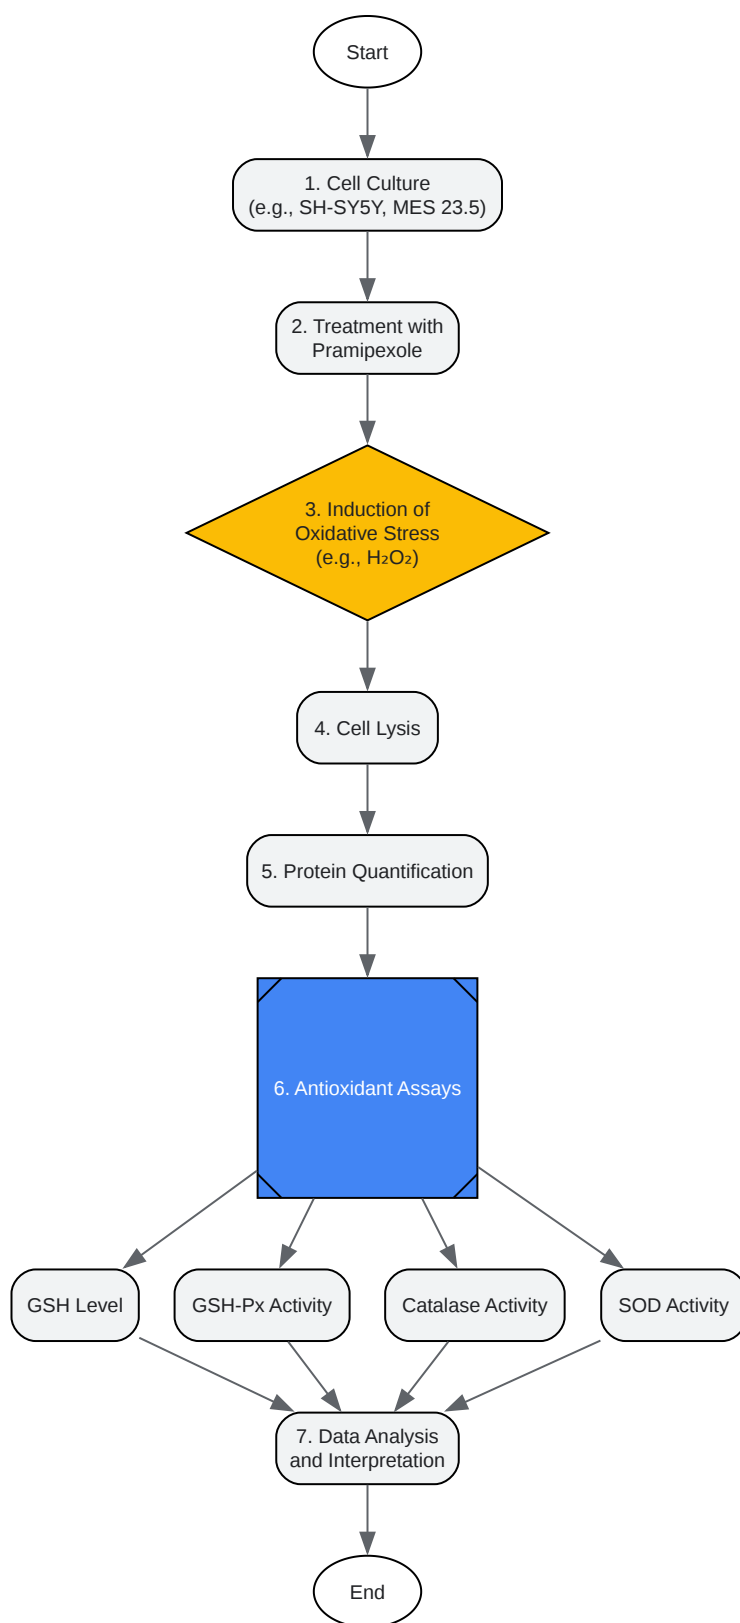 Start
1. Cell Culture
(e.g., SH-SY5Y, MES 23.5)
2. Treatment with
Pramipexole
3. Induction of
Oxidative Stress
(e.g., H₂O₂)
4. Cell Lysis
5. Protein Quantification
6. Antioxidant Assays
GSH Level
GSH-Px Activity
Catalase Activity
SOD Activity
7. Data Analysis
and Interpretation
End